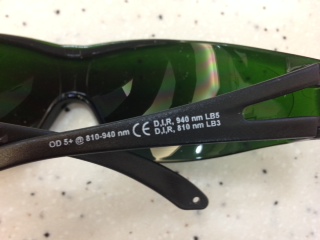 OD 5+ @ 810-940 nm CE D.I.R, 940 nm LB5
D.I.R, 810 nm LB3